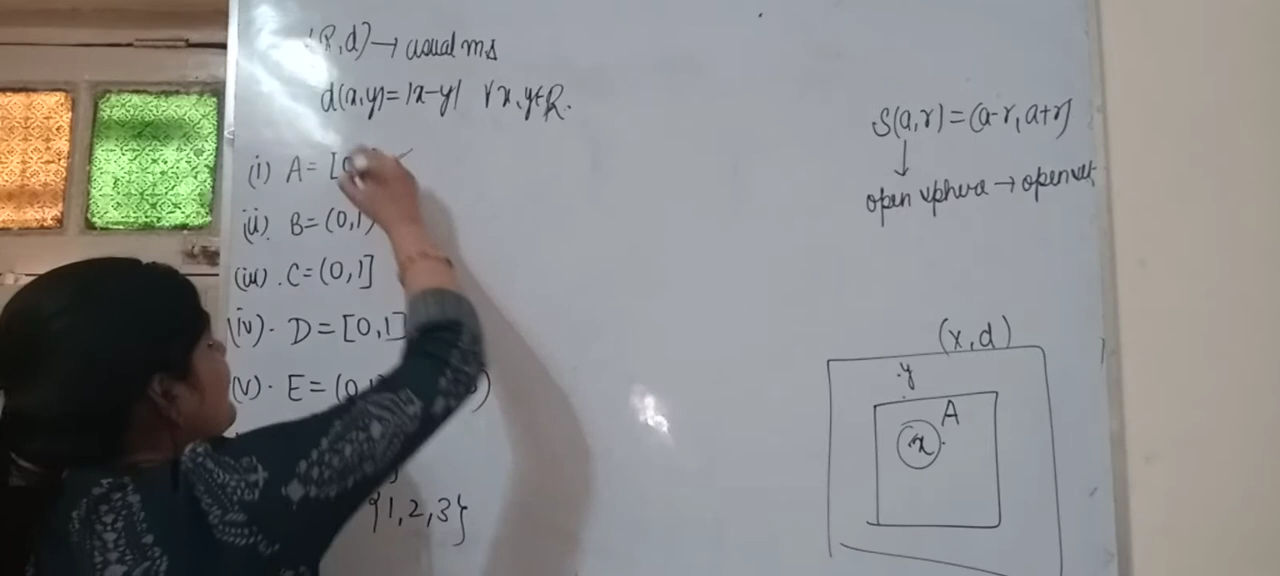 (R,d) → usual ms
d(x,y) = |x-y| ∀ x,y ∈ R.
(i) A = [0
(ii). B = (0,1)
(iii). C = (0,1]
(iv). D = [0,1]
(v). E = (0,1
{1,2,3}
S(a,r) = (a-r, a+r)
↓
open sphere → open set
(x,d)
.y
A
x